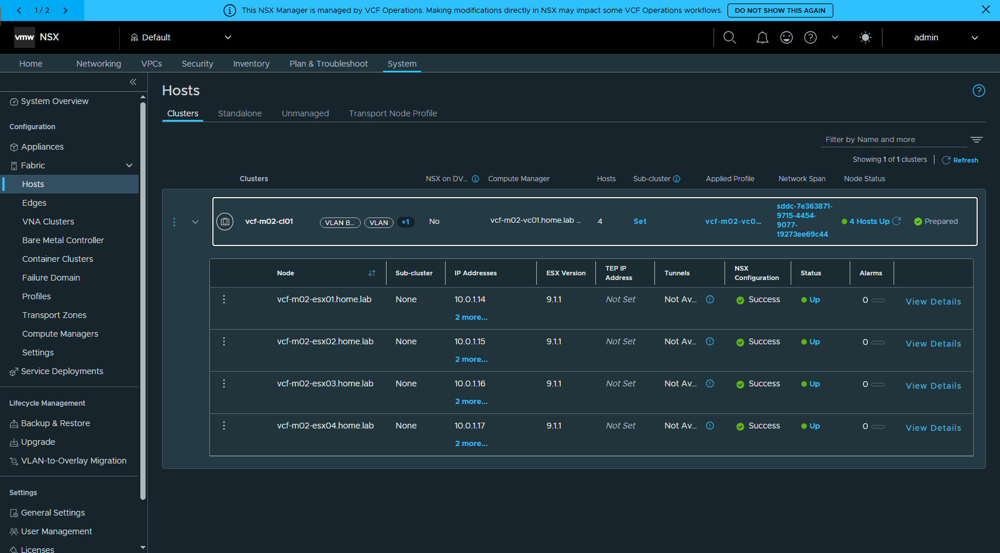 1 / 2
This NSX Manager is managed by VCF Operations. Making modifications directly in NSX may impact some VCF Operations workflows.
DO NOT SHOW THIS AGAIN
vmw NSX
Default
admin
Home Networking VPCs Security Inventory Plan & Troubleshoot System
System Overview
Configuration
Appliances
Fabric
Hosts
Edges
VNA Clusters
Bare Metal Controller
Container Clusters
Failure Domain
Profiles
Transport Zones
Compute Managers
Settings
Service Deployments
Lifecycle Management
Backup & Restore
Upgrade
VLAN-to-Overlay Migration
Settings
General Settings
User Management
Licenses
Hosts
Clusters Standalone Unmanaged Transport Node Profile
Filter by Name and more
Showing 1 of 1 clusters
Refresh
Clusters NSX on DV... Compute Manager Hosts Sub-cluster Applied Profile Network Span Node Status
vcf-m02-cl01 VLAN B... VLAN +1 No vcf-m02-vc01.home.lab ... 4 Set vcf-m02-vc0...
sddc-7e363871-
9715-4454-
9077-
19273ee69c44
4 Hosts Up Prepared
Node Sub-cluster IP Addresses ESX Version TEP IP Address Tunnels NSX Configuration Status Alarms
vcf-m02-esx01.home.lab None 10.0.1.14 9.1.1 Not Set Not Av... Success Up 0 View Details
2 more...
vcf-m02-esx02.home.lab None 10.0.1.15 9.1.1 Not Set Not Av... Success Up 0 View Details
2 more...
vcf-m02-esx03.home.lab None 10.0.1.16 9.1.1 Not Set Not Av... Success Up 0 View Details
2 more...
vcf-m02-esx04.home.lab None 10.0.1.17 9.1.1 Not Set Not Av... Success Up 0 View Details
2 more...